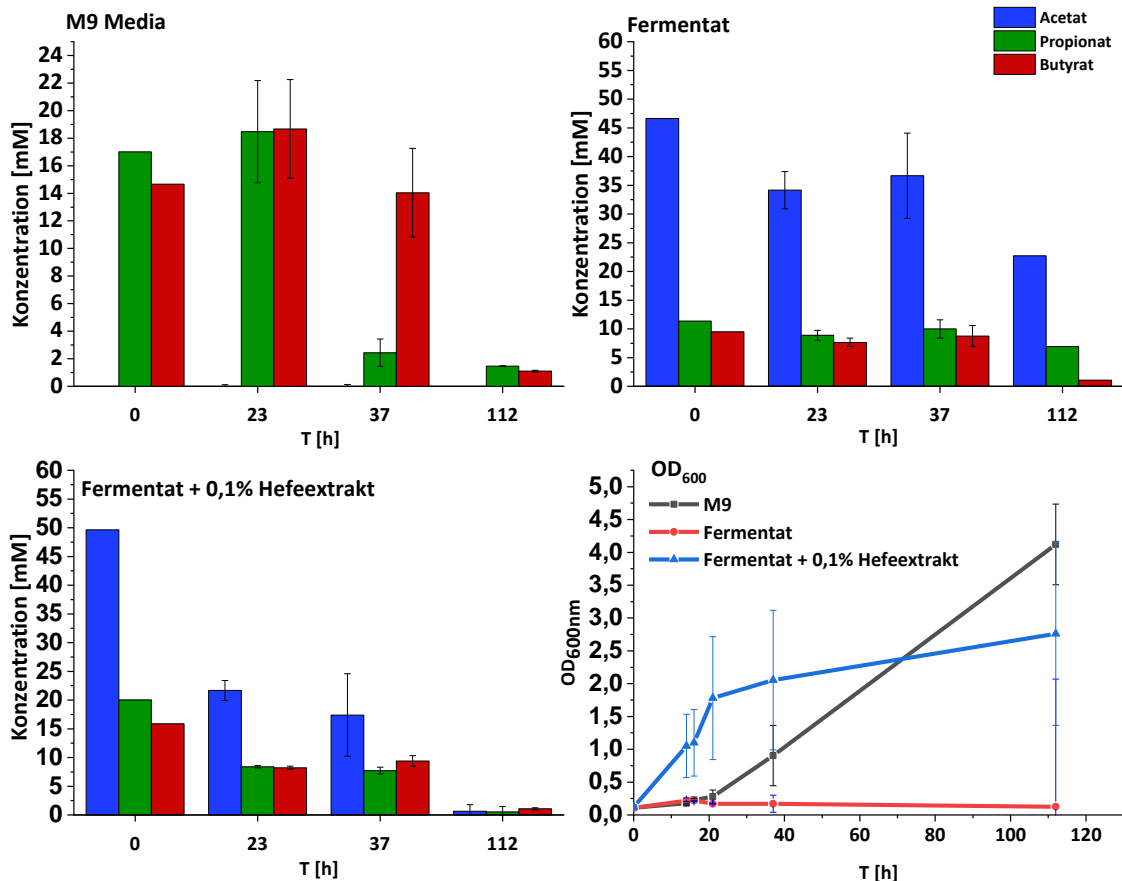 M9 Media
Konzentration [mM]
24
22
20
18
16
14
12
10
8
6
4
2
0
0 23 37 112
T [h]
Fermentat
Acetat
Propionat
Butyrat
Konzentration [mM]
60
55
50
45
40
35
30
25
20
15
10
5
0
0 23 37 112
T [h]
Fermentat + 0,1% Hefeextrakt
Konzentration [mM]
60
55
50
45
40
35
30
25
20
15
10
5
0
0 23 37 112
T [h]
OD600
M9
Fermentat
Fermentat + 0,1% Hefeextrakt
OD600nm
5,0
4,5
4,0
3,5
3,0
2,5
2,0
1,5
1,0
0,5
0,0
0 20 40 60 80 100 120
T [h]